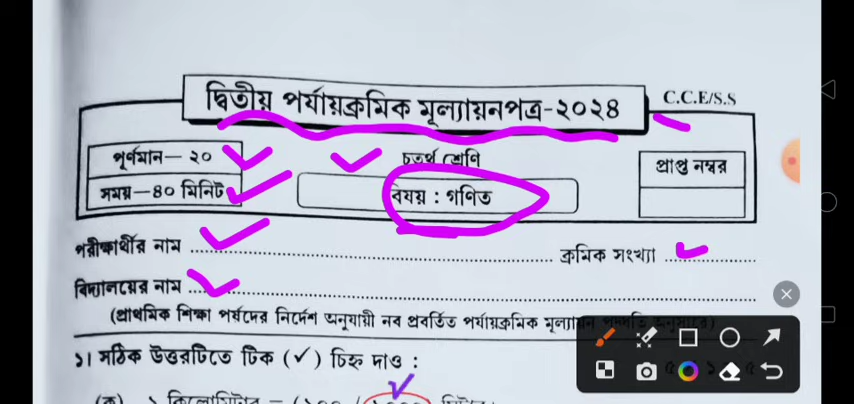 দ্বিতীয় পর্যায়ক্রমিক মূল্যায়নপত্র-২০২৪
C.C.E/S.S
পূর্ণমান— ২০
চতুর্থ শ্রেণি
প্রাপ্ত নম্বর
সময়—৪০ মিনিট
বিষয় : গণিত
পরীক্ষার্থীর নাম
ক্রমিক সংখ্যা
বিদ্যালয়ের নাম
(প্রাথমিক শিক্ষা পর্ষদের নির্দেশ অনুযায়ী নব প্রবর্তিত পর্যায়ক্রমিক মূল্যায়ন
১। সঠিক উত্তরটিতে টিক (✓) চিহ্ন দাও :
(ক) ১ কিলোমিটার =